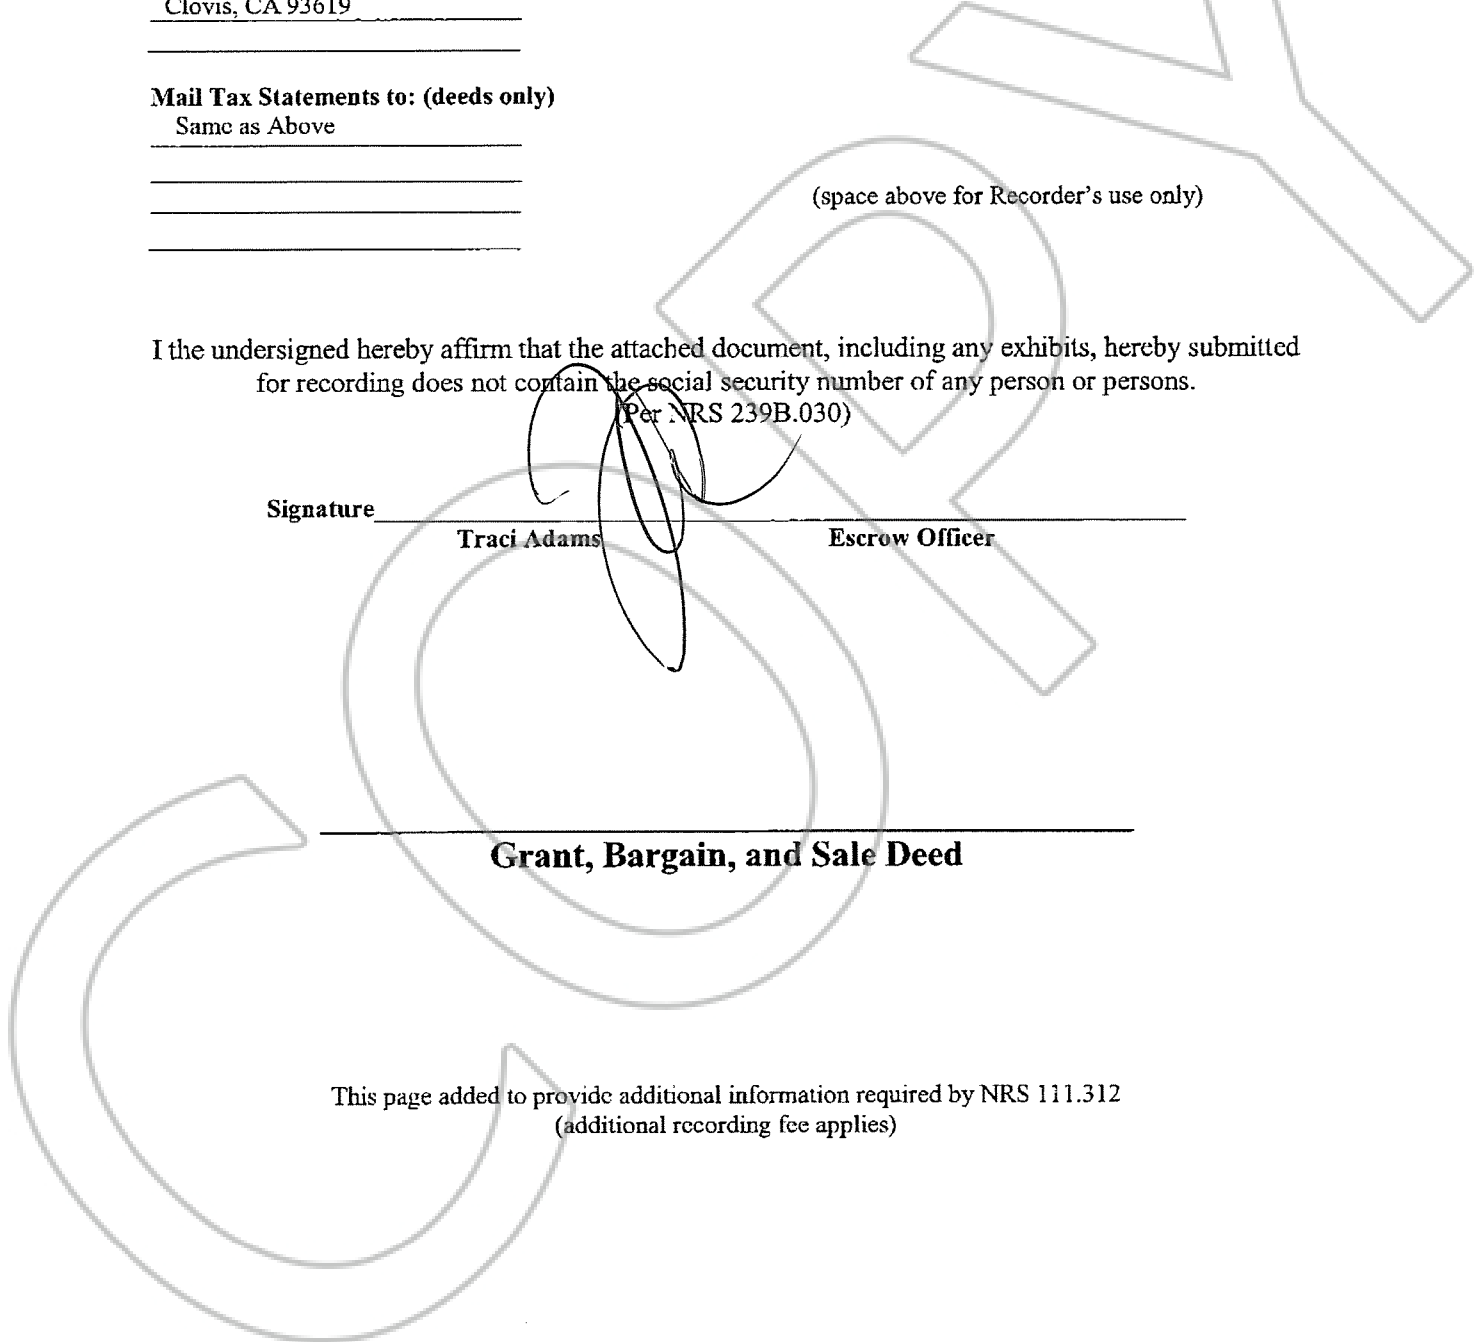 Clovis, CA 93619
Mail Tax Statements to: (deeds only)
Same as Above
(space above for Recorder's use only)
I the undersigned hereby affirm that the attached document, including any exhibits, hereby submitted
for recording does not contain the social security number of any person or persons.
(Per NRS 239B.030)
Signature
Traci Adams Escrow Officer
Grant, Bargain, and Sale Deed
This page added to provide additional information required by NRS 111.312
(additional recording fee applies)
COPY